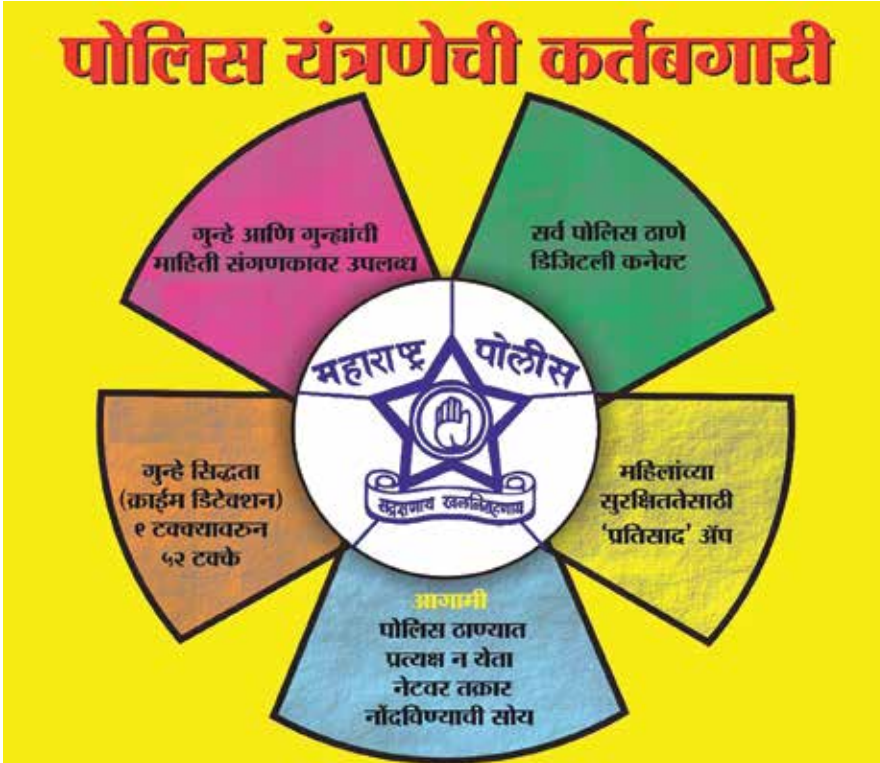 पोलिस यंत्रणेची कर्तबगारी
गुन्हे आणि गुन्ह्यांची
माहिती संगणकावर उपलब्ध
सर्व पोलिस ठाणे
डिजिटली कनेक्ट
महाराष्ट्र पोलीस
सद्रक्षणाय खलनिग्रहणाय
गुन्हे सिद्धता
(क्राईम डिटेक्शन)
९ टक्क्यावरुन
५२ टक्के
महिलांच्या
सुरक्षिततेसाठी
‘प्रतिसाद’ ॲप
आगामी
पोलिस ठाण्यात
प्रत्यक्ष न येता
नेटवर तक्रार
नोंदविण्याची सोय